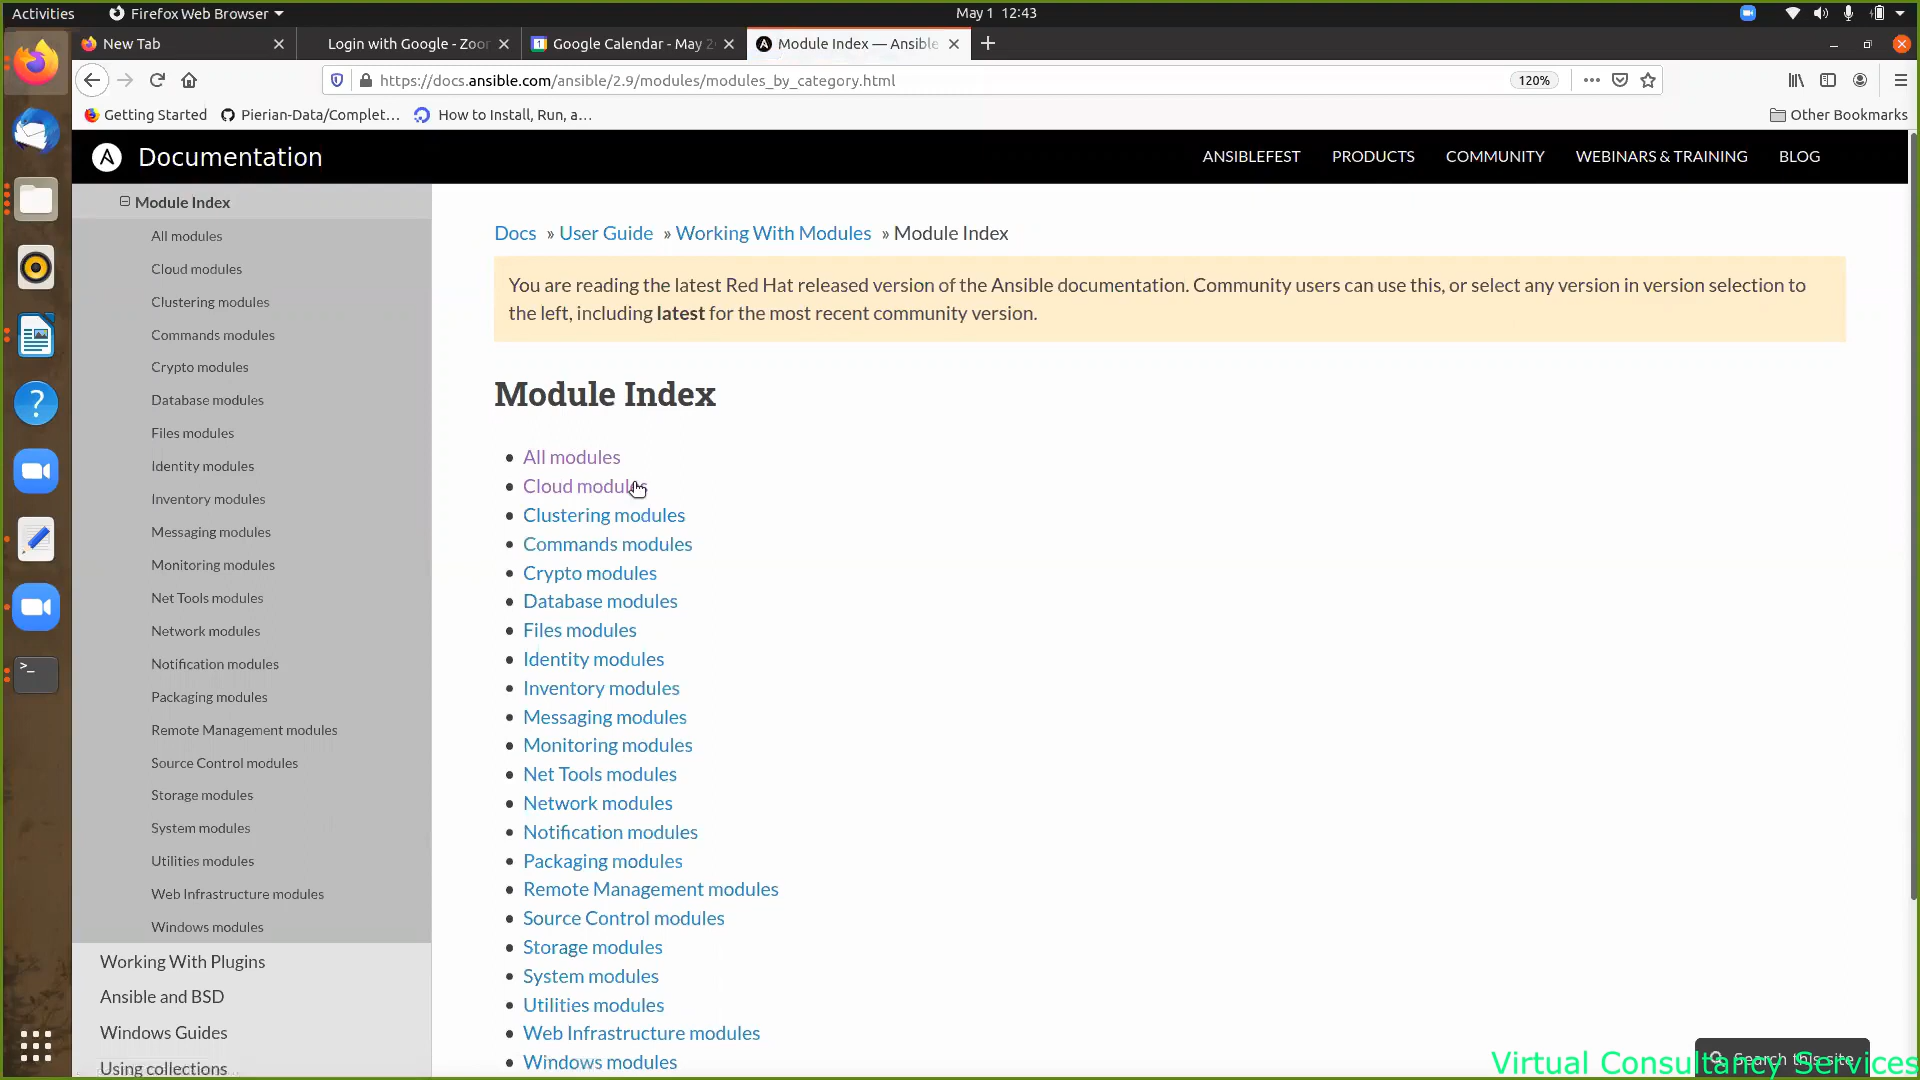 Activities
Firefox Web Browser
May 1 12:43
New Tab
Login with Google - Zoo
Google Calendar - May 2
Module Index — Ansible
https://docs.ansible.com/ansible/2.9/modules/modules_by_category.html
120%
Getting Started
Pierian-Data/Complet...
How to Install, Run, a...
Other Bookmarks
Documentation
ANSIBLEFEST
PRODUCTS
COMMUNITY
WEBINARS & TRAINING
BLOG
Module Index
All modules
Cloud modules
Clustering modules
Commands modules
Crypto modules
Database modules
Files modules
Identity modules
Inventory modules
Messaging modules
Monitoring modules
Net Tools modules
Network modules
Notification modules
Packaging modules
Remote Management modules
Source Control modules
Storage modules
System modules
Utilities modules
Web Infrastructure modules
Windows modules
Working With Plugins
Ansible and BSD
Windows Guides
Using collections
Docs » User Guide » Working With Modules » Module Index
You are reading the latest Red Hat released version of the Ansible documentation. Community users can use this, or select any version in version selection to
the left, including latest for the most recent community version.
Module Index
All modules
Cloud modules
Clustering modules
Commands modules
Crypto modules
Database modules
Files modules
Identity modules
Inventory modules
Messaging modules
Monitoring modules
Net Tools modules
Network modules
Notification modules
Packaging modules
Remote Management modules
Source Control modules
Storage modules
System modules
Utilities modules
Web Infrastructure modules
Windows modules
Search this site
Virtual Consultancy Services